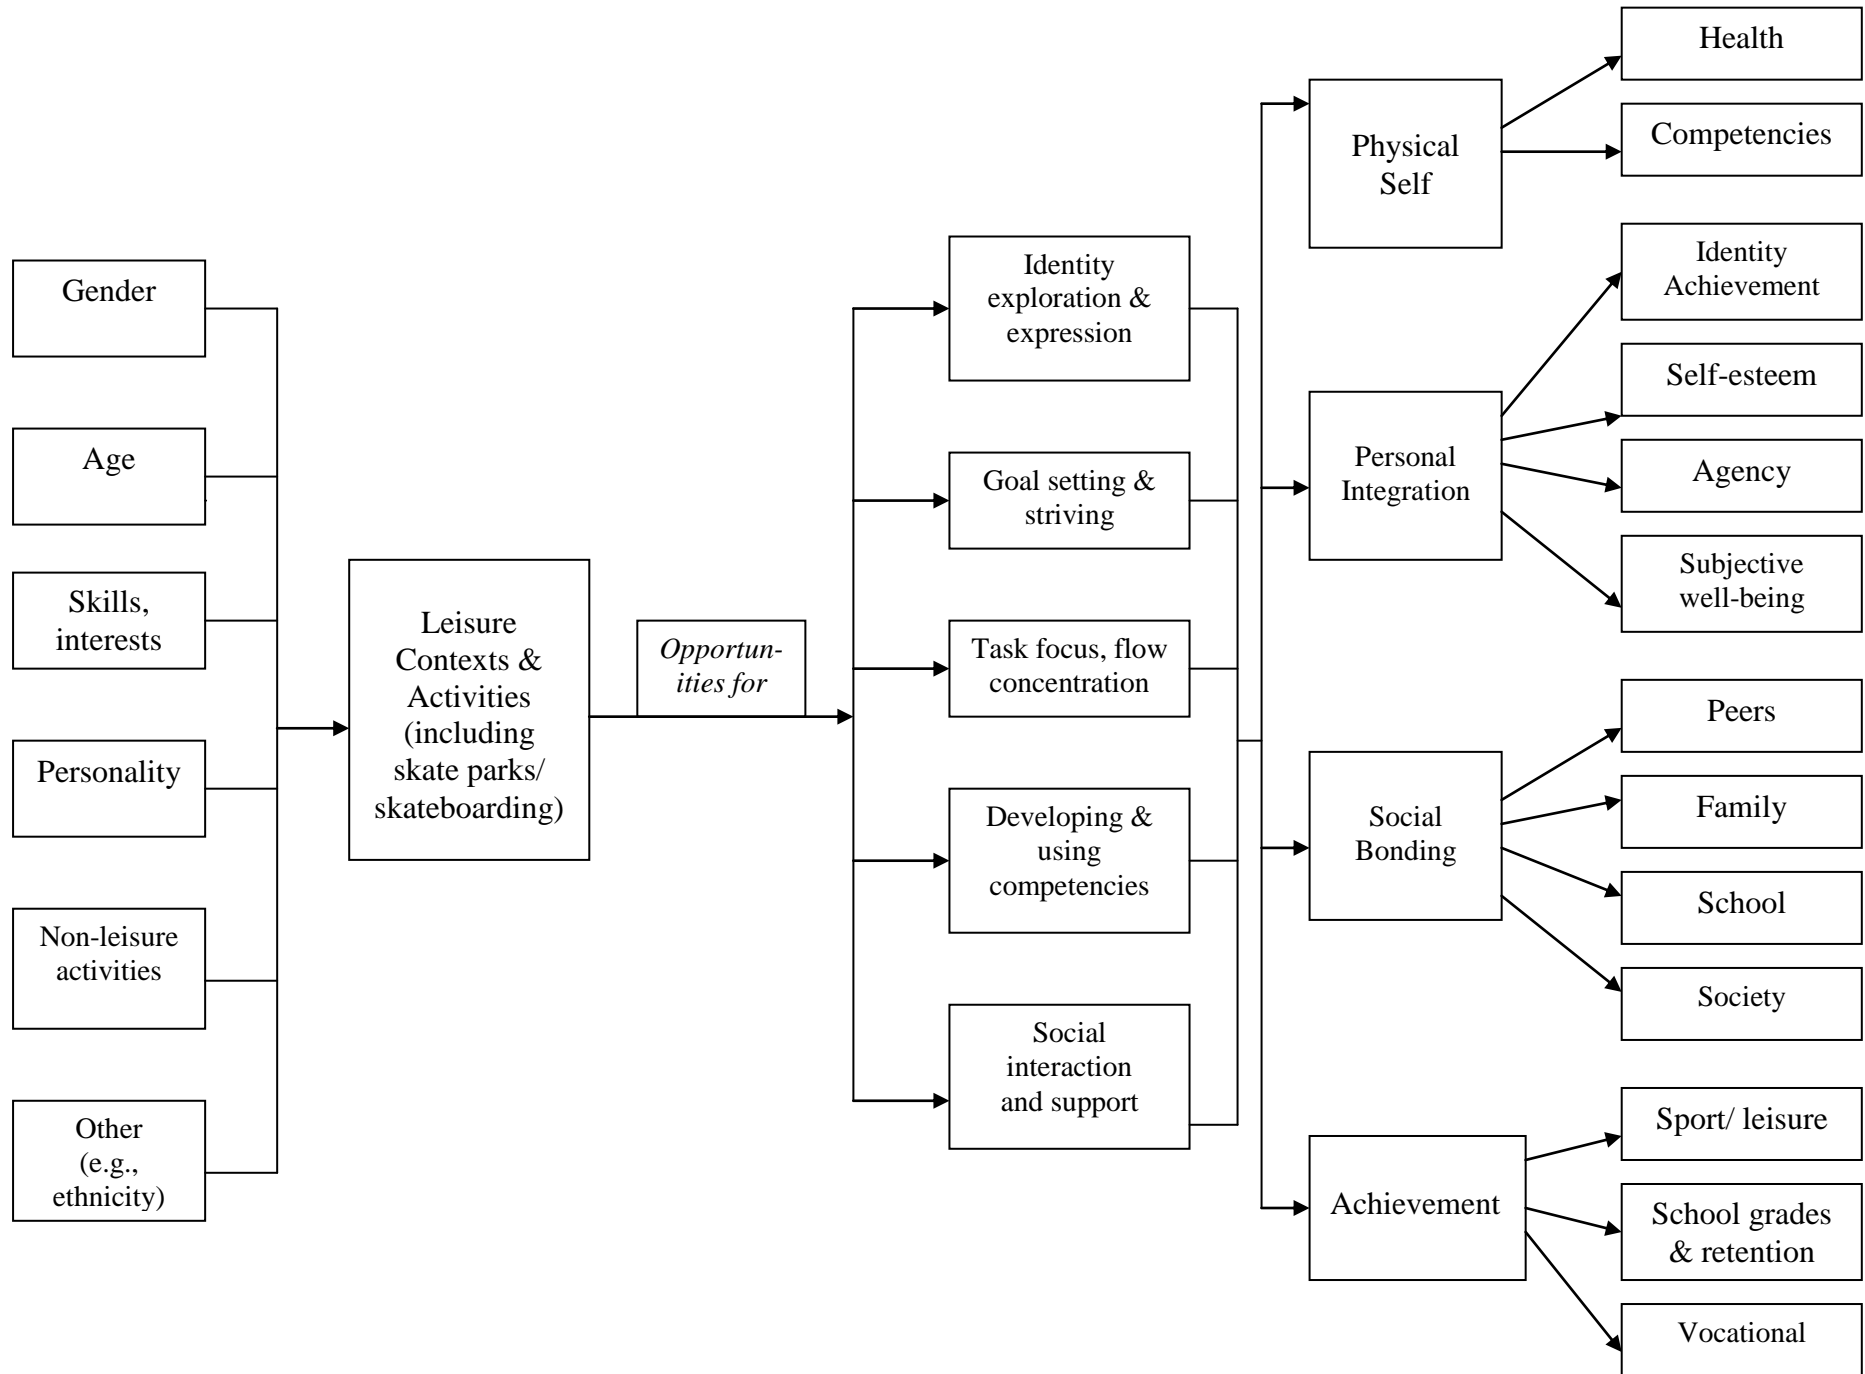 Gender
Age
Skills,
interests
Personality
Non-leisure
activities
Other
(e.g.,
ethnicity)
Leisure
Contexts &
Activities
(including
skate parks/
skateboarding)
Opportun-
ities for
Identity
exploration &
expression
Goal setting &
striving
Task focus, flow
concentration
Developing &
using
competencies
Social
interaction
and support
Physical
Self
Personal
Integration
Social
Bonding
Achievement
Health
Competencies
Identity
Achievement
Self-esteem
Agency
Subjective
well-being
Peers
Family
School
Society
Sport/ leisure
School grades
& retention
Vocational